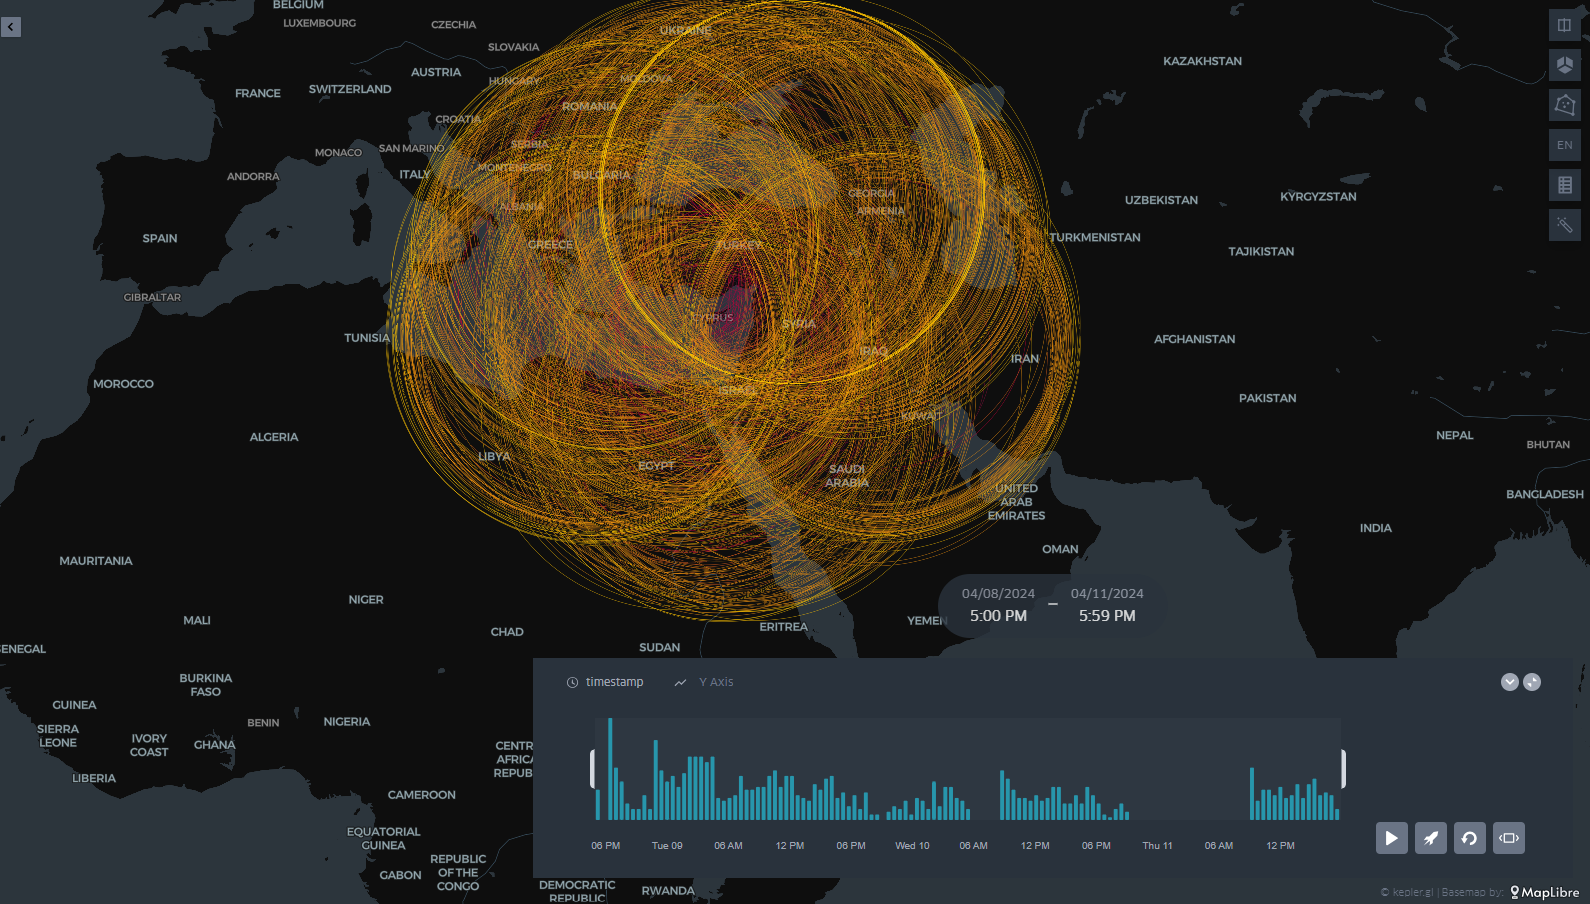 BELGIUM
LUXEMBOURG
CZECHIA
UKRAINE
SLOVAKIA
KAZAKHSTAN
AUSTRIA
HUNGARY
MOLDOVA
FRANCE
SWITZERLAND
ROMANIA
CROATIA
EN
MONACO
SAN MARINO
SERBIA
ANDORRA
ITALY
MONTENEGRO
BULGARIA
GEORGIA
UZBEKISTAN
KYRGYZSTAN
ALBANIA
ARMENIA
SPAIN
GREECE
TURKEY
TURKMENISTAN
TAJIKISTAN
GIBRALTAR
CYPRUS
SYRIA
TUNISIA
AFGHANISTAN
IRAQ
IRAN
MOROCCO
ISRAEL
PAKISTAN
KUWAIT
ALGERIA
NEPAL
BHUTAN
LIBYA
EGYPT
SAUDI
ARABIA
UNITED
ARAB
EMIRATES
BANGLADESH
INDIA
OMAN
MAURITANIA
04/08/2024
5:00 PM
–
04/11/2024
5:59 PM
NIGER
MALI
CHAD
ERITREA
YEMEN
SENEGAL
SUDAN
BURKINA
FASO
timestamp
Y Axis
GUINEA
BENIN
NIGERIA
SIERRA
LEONE
IVORY
COAST
GHANA
CENTR
AFRICA
REPUB
LIBERIA
CAMEROON
EQUATORIAL
GUINEA
06 PM
Tue 09
06 AM
12 PM
06 PM
Wed 10
06 AM
12 PM
06 PM
Thu 11
06 AM
12 PM
REPUBLIC
OF THE
CONGO
GABON
DEMOCRATIC
REPUBLIC
RWANDA
© kepler.gl | Basemap by:
MapLibre